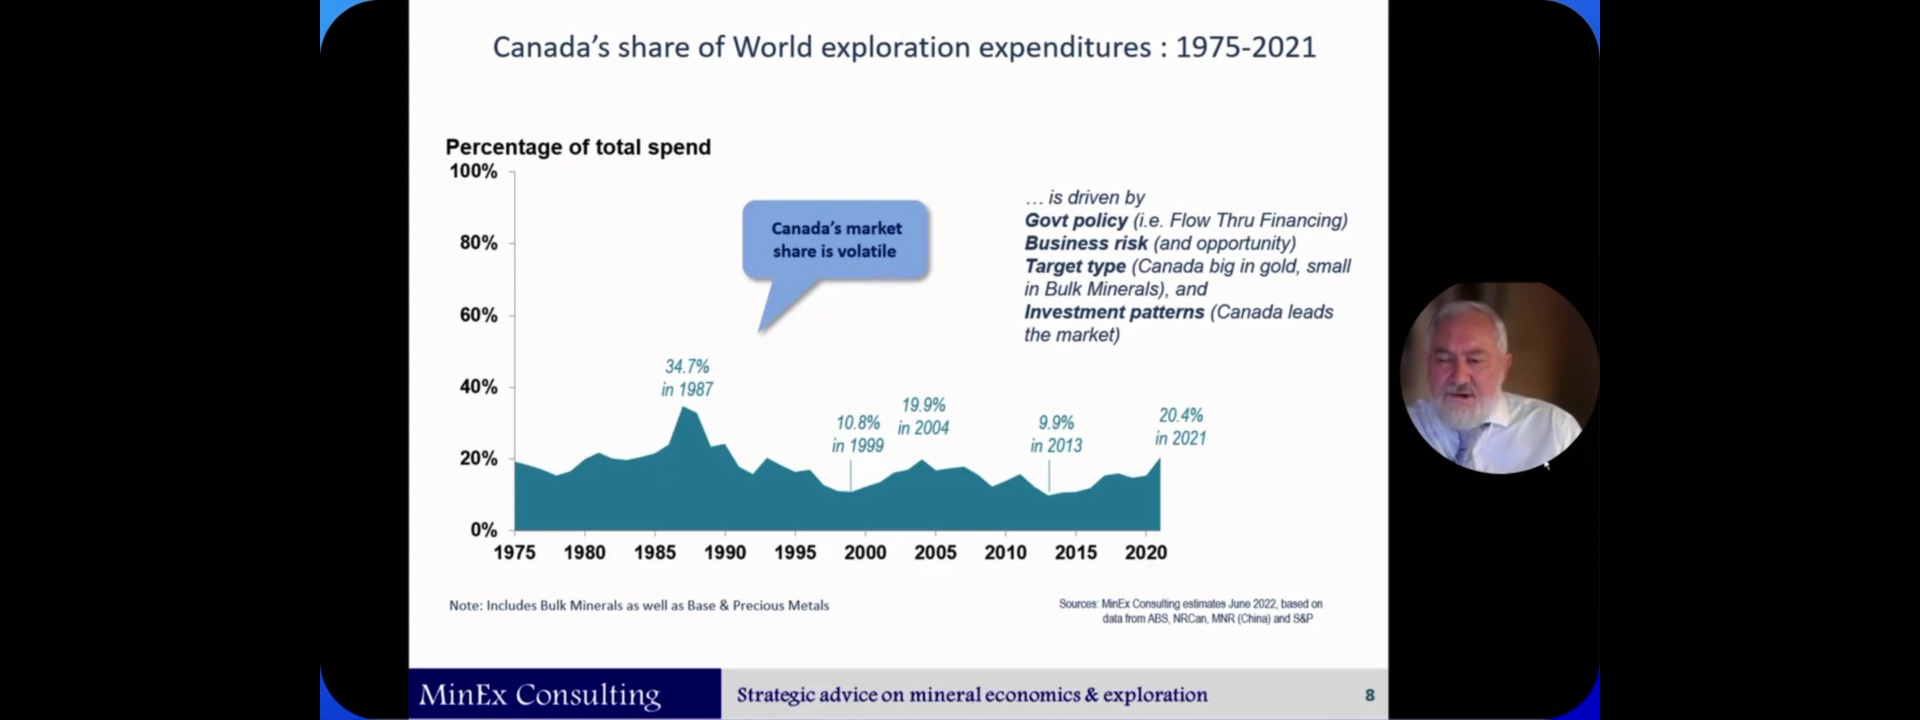 Canada's share of World exploration expenditures : 1975-2021
Percentage of total spend
100%
80%
60%
40%
20%
0%
Canada's market
share is volatile
… is driven by
Govt policy (i.e. Flow Thru Financing)
Business risk (and opportunity)
Target type (Canada big in gold, small
in Bulk Minerals), and
Investment patterns (Canada leads
the market)
34.7%
in 1987
10.8%
in 1999
19.9%
in 2004
9.9%
in 2013
20.4%
in 2021
1975 1980 1985 1990 1995 2000 2005 2010 2015 2020
Note: Includes Bulk Minerals as well as Base & Precious Metals
Sources: MinEx Consulting estimates June 2022, based on
data from ABS, NRCan, MNR (China) and S&P
MinEx Consulting
Strategic advice on mineral economics & exploration
8